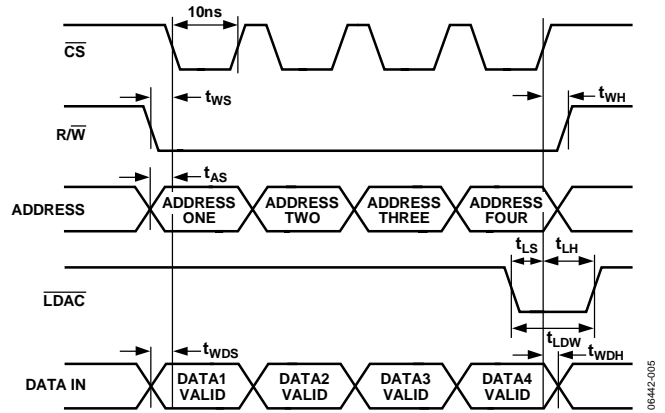 10ns
CS
tWS
tWH
R/W
tAS
ADDRESS
ADDRESS ONE
ADDRESS TWO
ADDRESS THREE
ADDRESS FOUR
tLS
tLH
LDAC
tLDW
tWDS
tWDH
DATA IN
DATA1 VALID
DATA2 VALID
DATA3 VALID
DATA4 VALID
06442-005